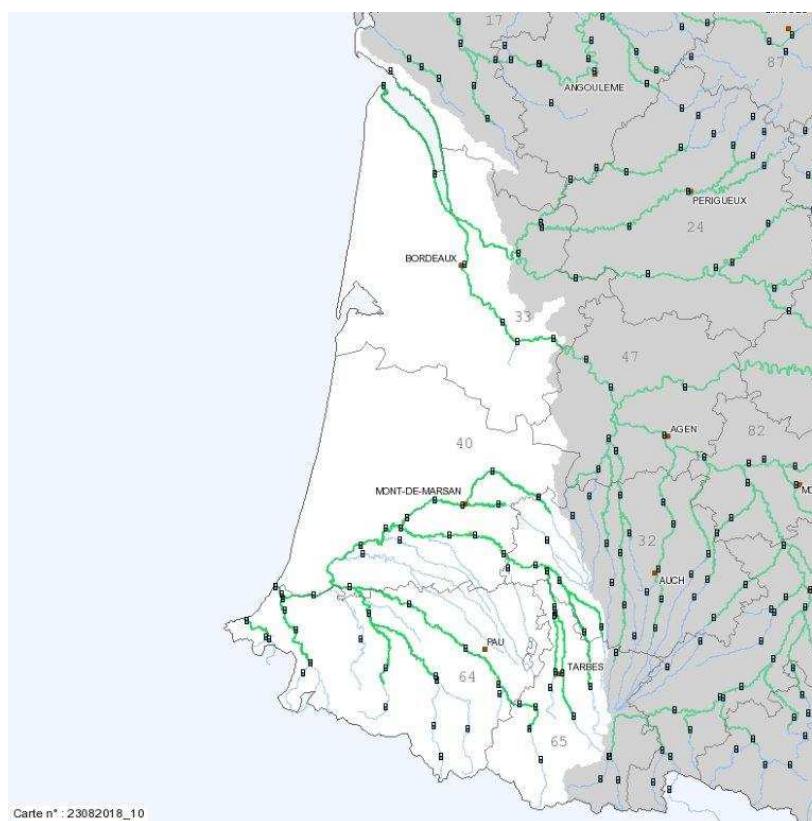 17
87
ANGOULEME
PERIGUEUX
24
BORDEAUX
33
47
AGEN
40
82
MONT-DE-MARSAN
32
AUCH
PAU
TARBES
64
65
Carte n° : 23082018_10